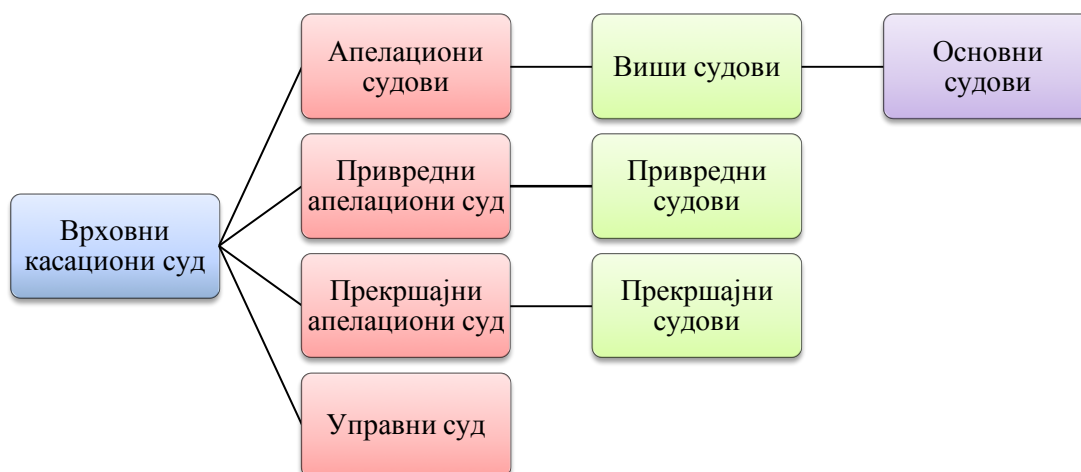 Врховни
касациони суд
Апелациони
судови
Виши судови
Основни
судови
Привредни
апелациони суд
Привредни
судови
Прекршајни
апелациони суд
Прекршајни
судови
Управни суд